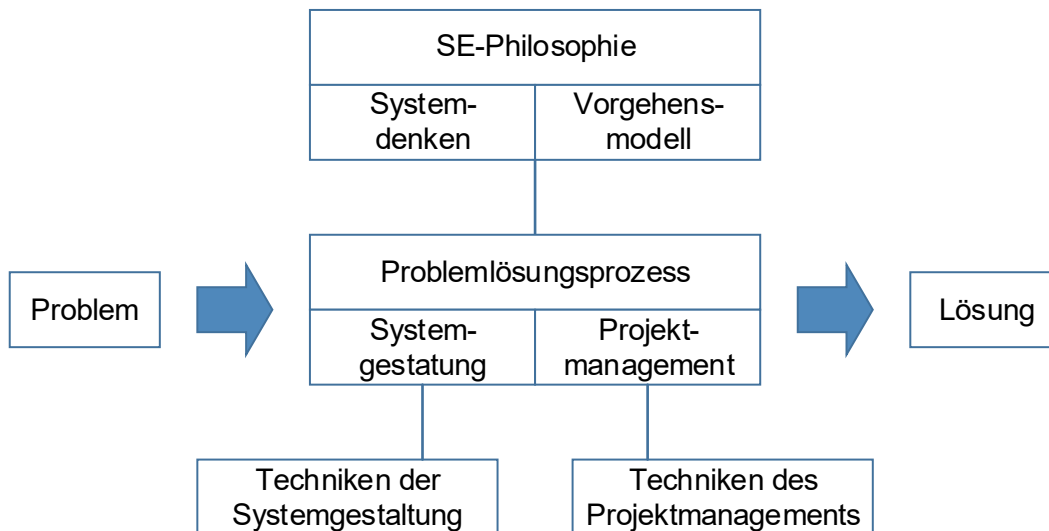 SE-Philosophie
System-
denken
Vorgehens-
modell
Problemlösungsprozess
Problem
Lösung
System-
gestatung
Projekt-
management
Techniken der
Systemgestaltung
Techniken des
Projektmanagements